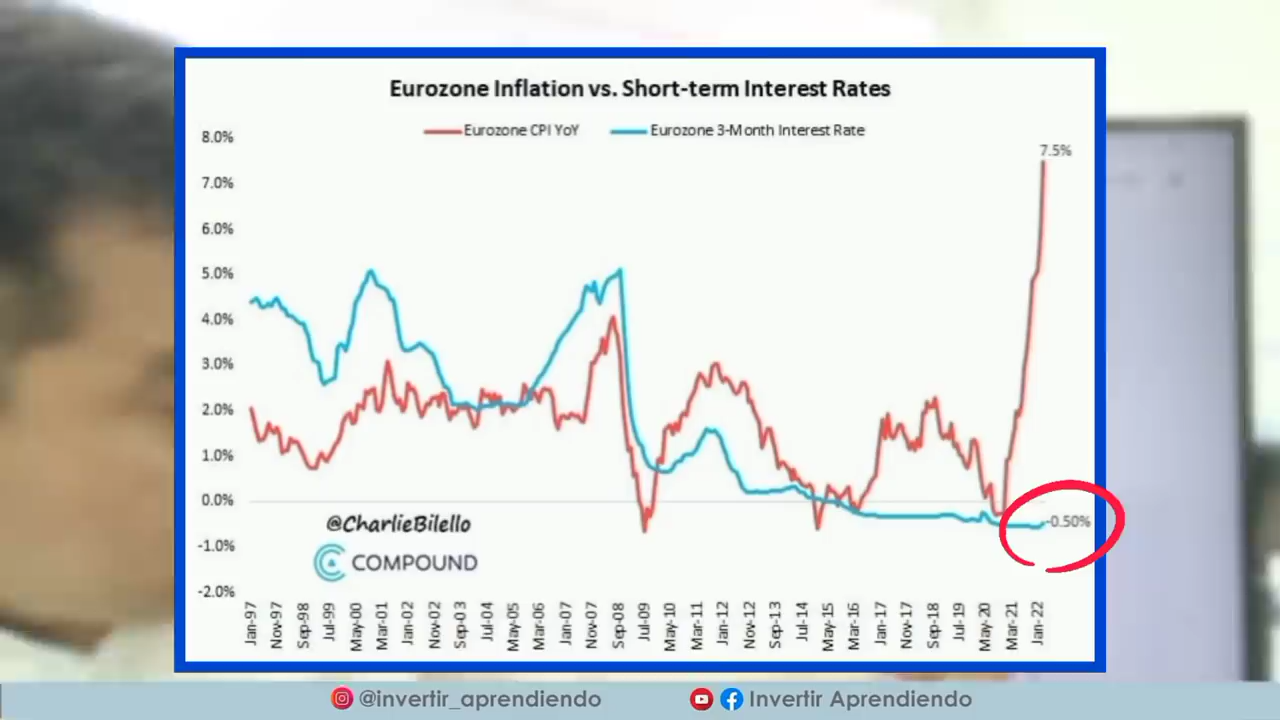 Eurozone Inflation vs. Short-term Interest Rates
Eurozone CPI YoY Eurozone 3-Month Interest Rate
8.0%
7.0%
6.0%
5.0%
4.0%
3.0%
2.0%
1.0%
0.0%
-1.0%
-2.0%
7.5%
-0.50%
@CharlieBilello
COMPOUND
Jan-97
Nov-97
Sep-98
Jul-99
May-00
Mar-01
Jan-02
Nov-02
Sep-03
Jul-04
May-05
Mar-06
Jan-07
Nov-07
Sep-08
Jul-09
May-10
Mar-11
Jan-12
Nov-12
Sep-13
Jul-14
May-15
Mar-16
Jan-17
Nov-17
Sep-18
Jul-19
May-20
Mar-21
Jan-22
@invertir_aprendiendo Invertir Aprendiendo